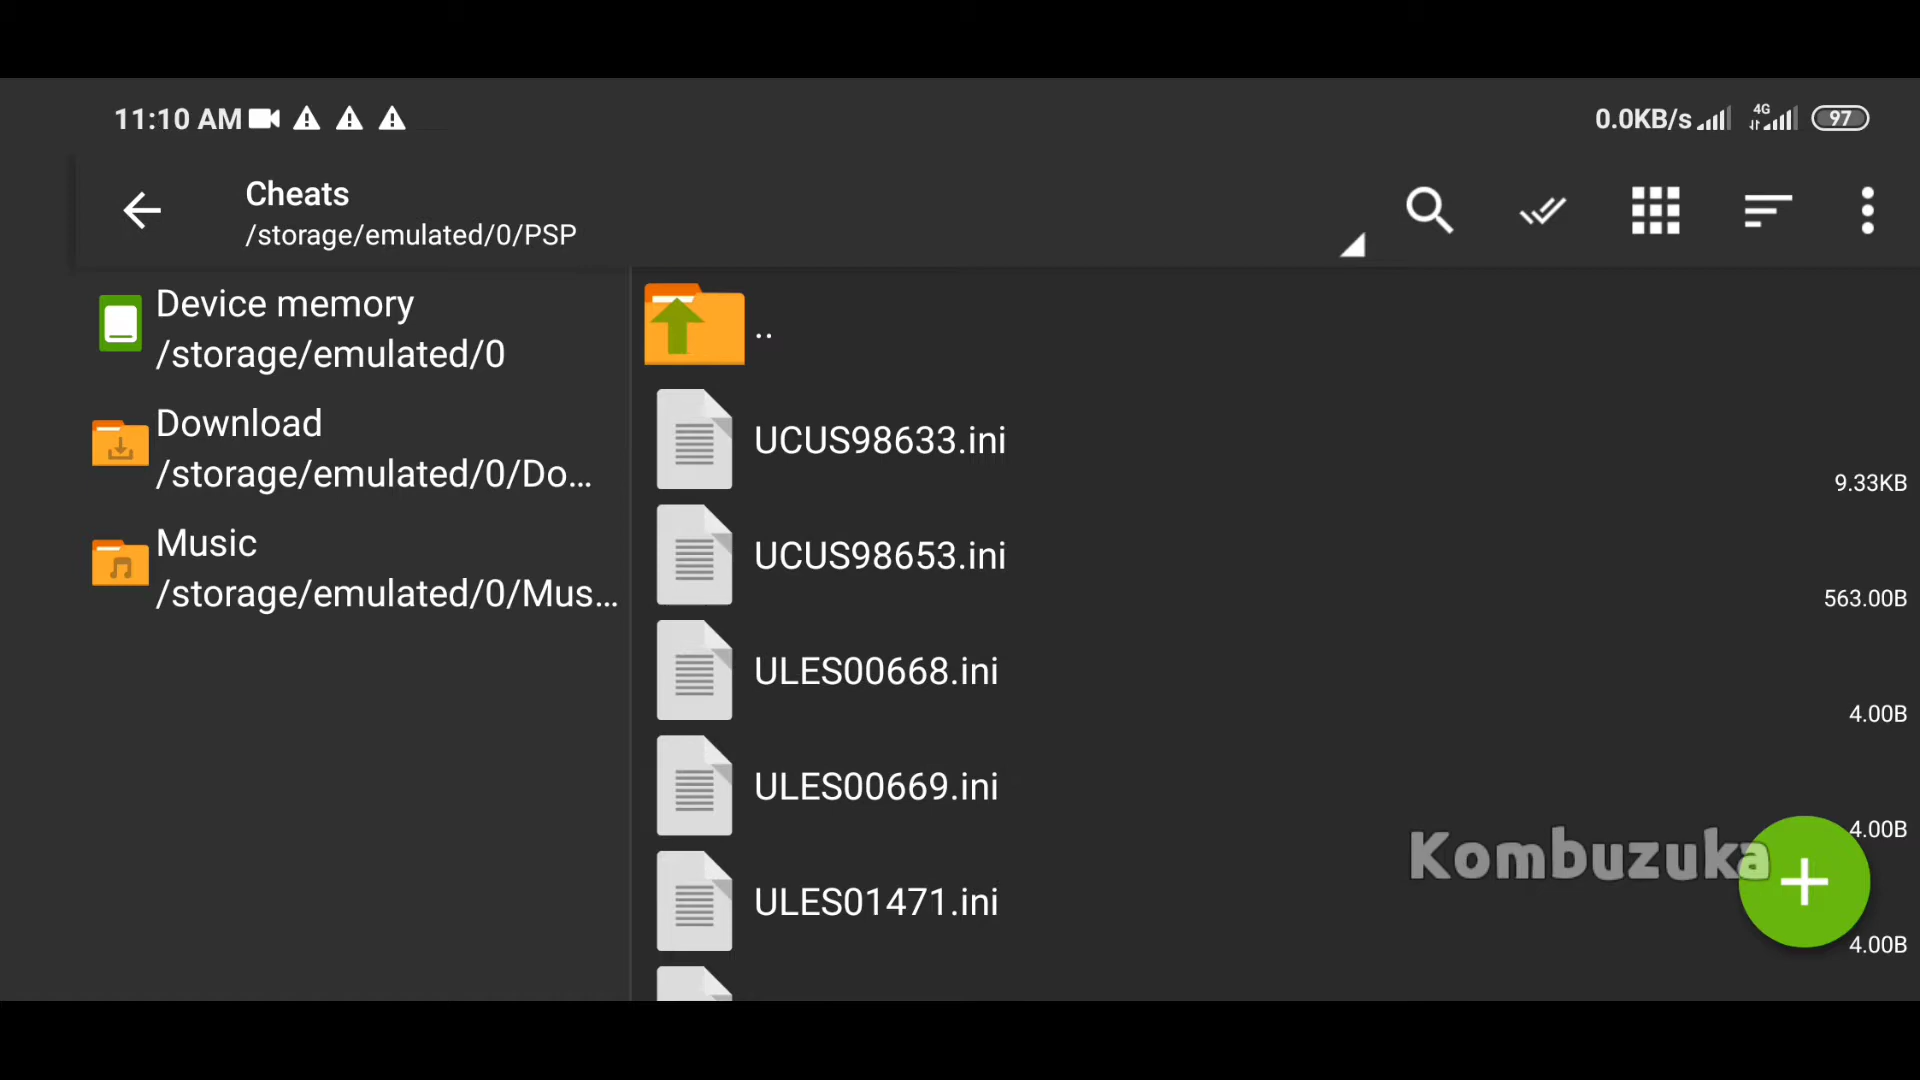 11:10 AM
0.0KB/s 4G 97
Cheats
/storage/emulated/0/PSP
Device memory
/storage/emulated/0
Download
/storage/emulated/0/Do...
Music
/storage/emulated/0/Mus...
..
UCUS98633.ini
9.33KB
UCUS98653.ini
563.00B
ULES00668.ini
4.00B
ULES00669.ini
4.00B
ULES01471.ini
4.00B
Kombuzuka